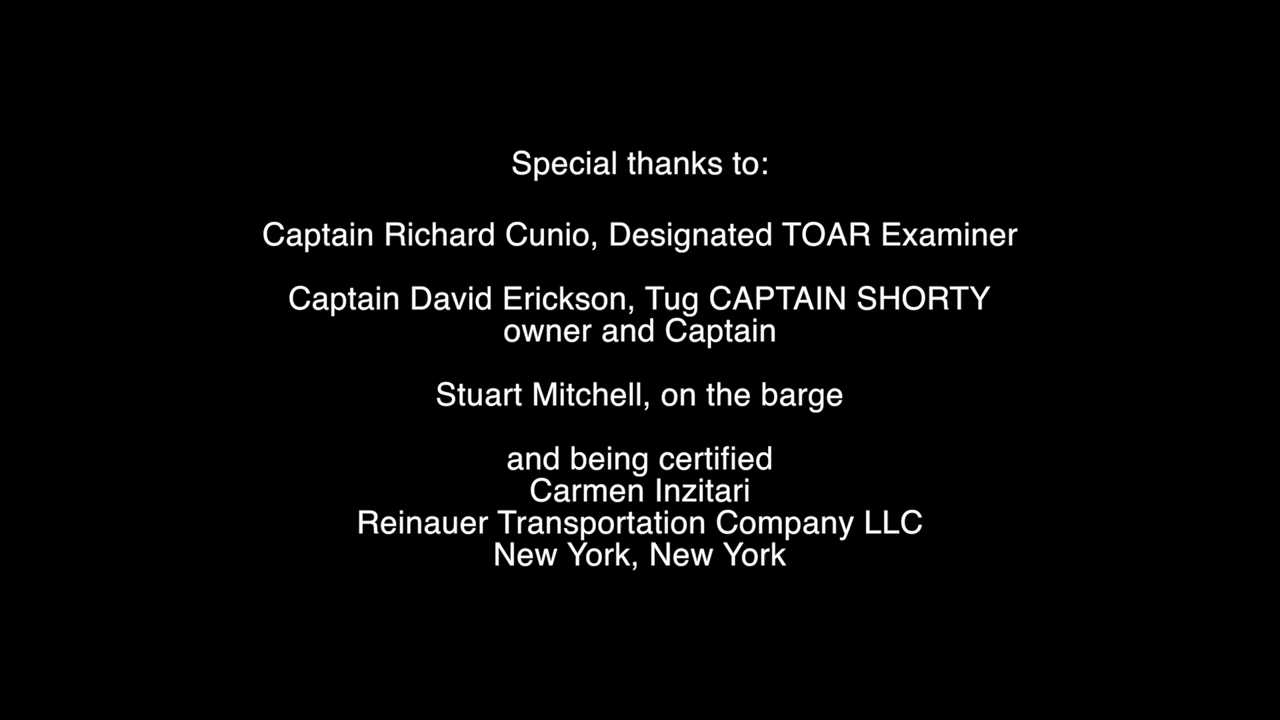 Special thanks to:
Captain Richard Cunio, Designated TOAR Examiner
Captain David Erickson, Tug CAPTAIN SHORTY
owner and Captain
Stuart Mitchell, on the barge
and being certified
Carmen Inzitari
Reinauer Transportation Company LLC
New York, New York